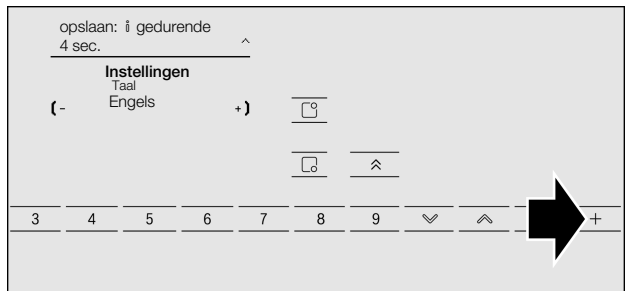 opslaan: i gedurende
4 sec.
Instellingen
Taal
- Engels +
3 4 5 6 7 8 9 +